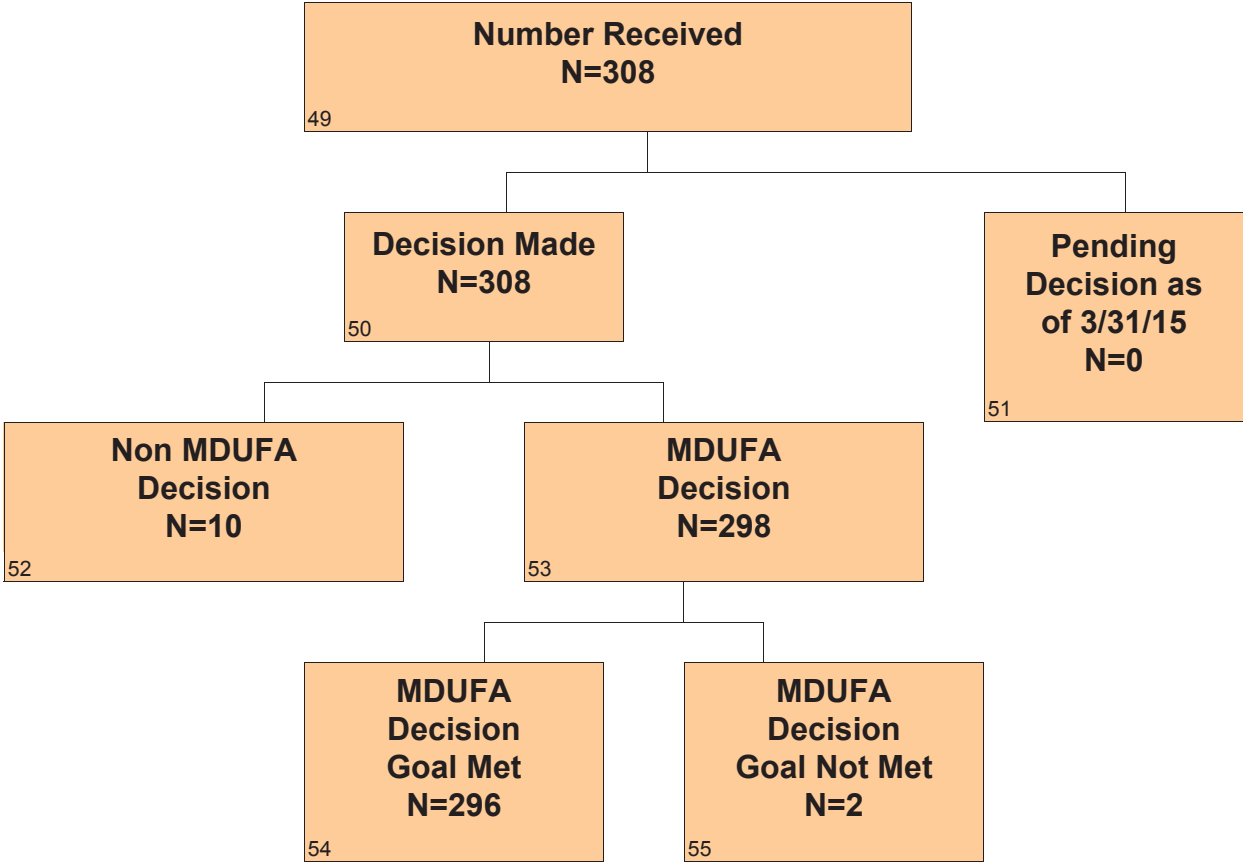 Number Received
N=308
49
Decision Made
N=308
50
Pending
Decision as
of 3/31/15
N=0
51
Non MDUFA
Decision
N=10
52
MDUFA
Decision
N=298
53
MDUFA
Decision
Goal Met
N=296
54
MDUFA
Decision
Goal Not Met
N=2
55